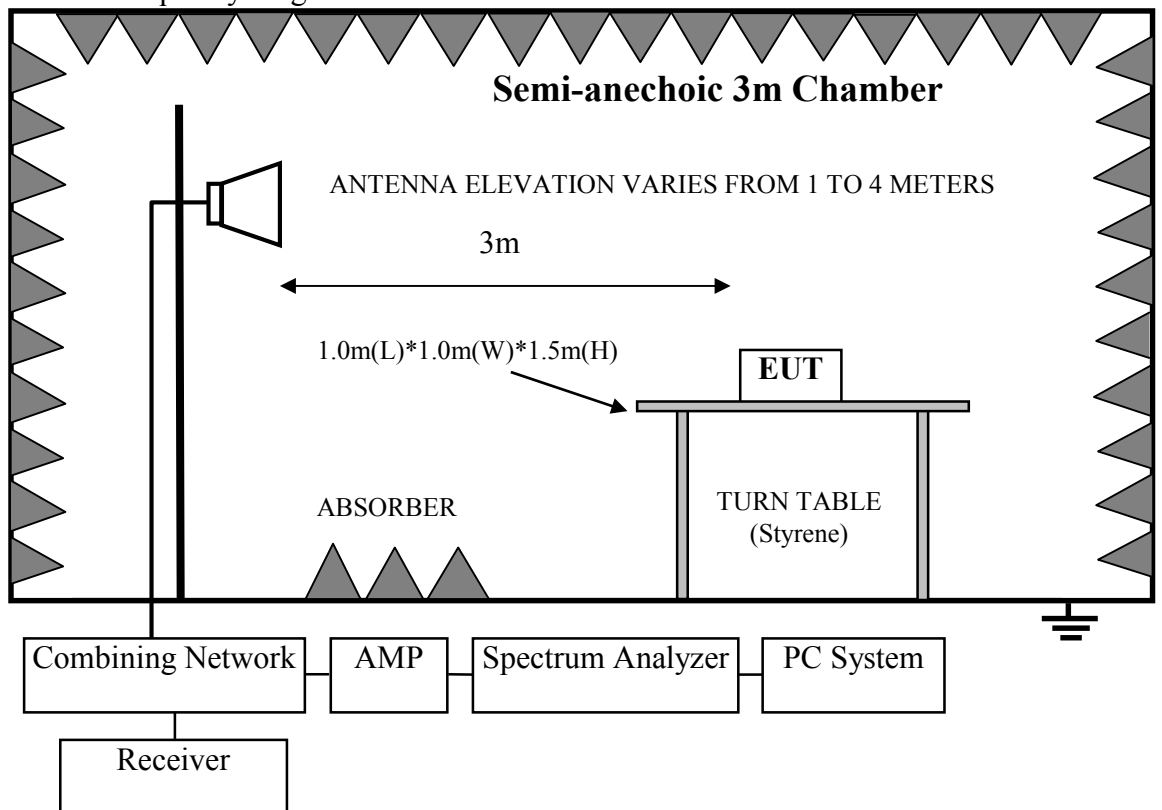 Semi-anechoic 3m Chamber
ANTENNA ELEVATION VARIES FROM 1 TO 4 METERS
3m
1.0m(L)*1.0m(W)*1.5m(H)
EUT
ABSORBER
TURN TABLE
(Styrene)
Combining Network
AMP
Spectrum Analyzer
PC System
Receiver